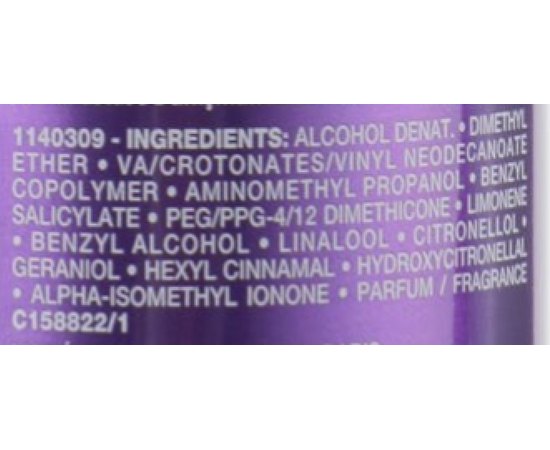 1140309 - INGREDIENTS: ALCOHOL DENAT. • DIMETHYL
ETHER • VA/CROTONATES/VINYL NEODECANOATE
COPOLYMER • AMINOMETHYL PROPANOL • BENZYL
SALICYLATE • PEG/PPG-4/12 DIMETHICONE • LIMONENE
• BENZYL ALCOHOL • LINALOOL • CITRONELLOL •
GERANIOL • HEXYL CINNAMAL • HYDROXYCITRONELLAL
• ALPHA-ISOMETHYL IONONE • PARFUM / FRAGRANCE
C158822/1